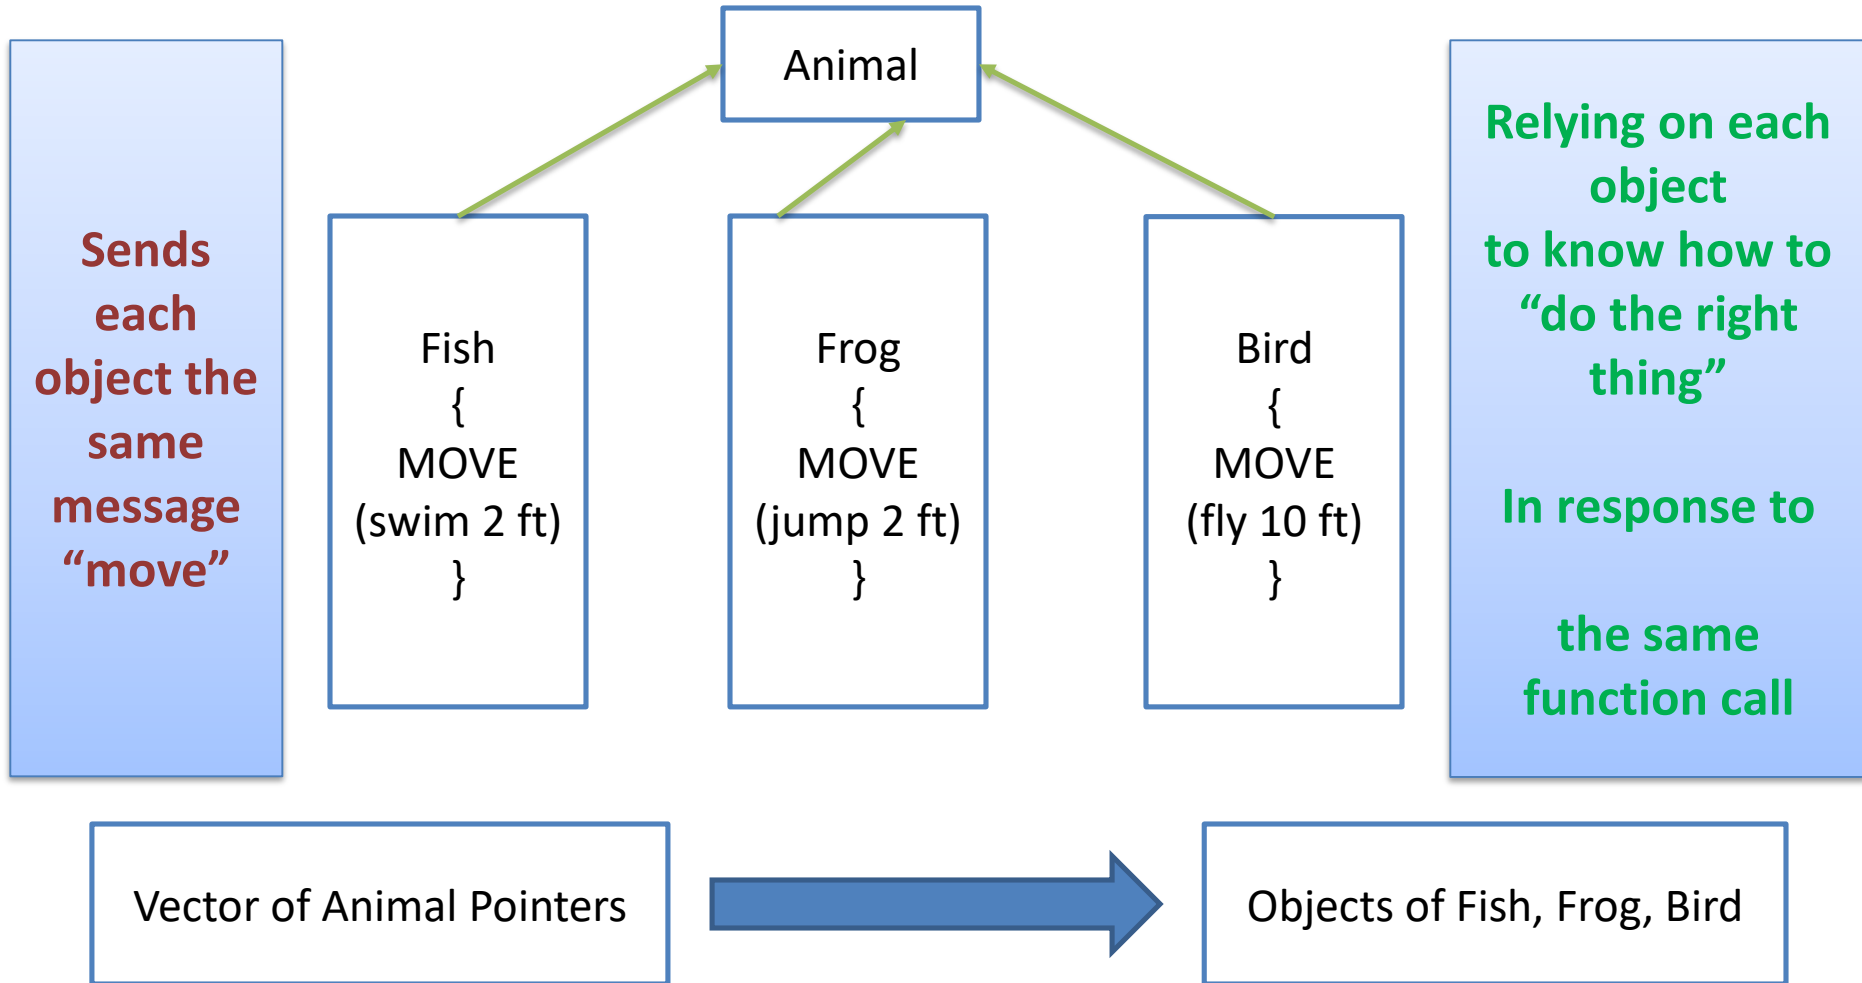 Animal
Sends
each
object the
same
message
“move”
Fish
{
MOVE
(swim 2 ft)
}
Frog
{
MOVE
(jump 2 ft)
}
Bird
{
MOVE
(fly 10 ft)
}
Relying on each
object
to know how to
“do the right
thing”
In response to
the same
function call
Vector of Animal Pointers
Objects of Fish, Frog, Bird